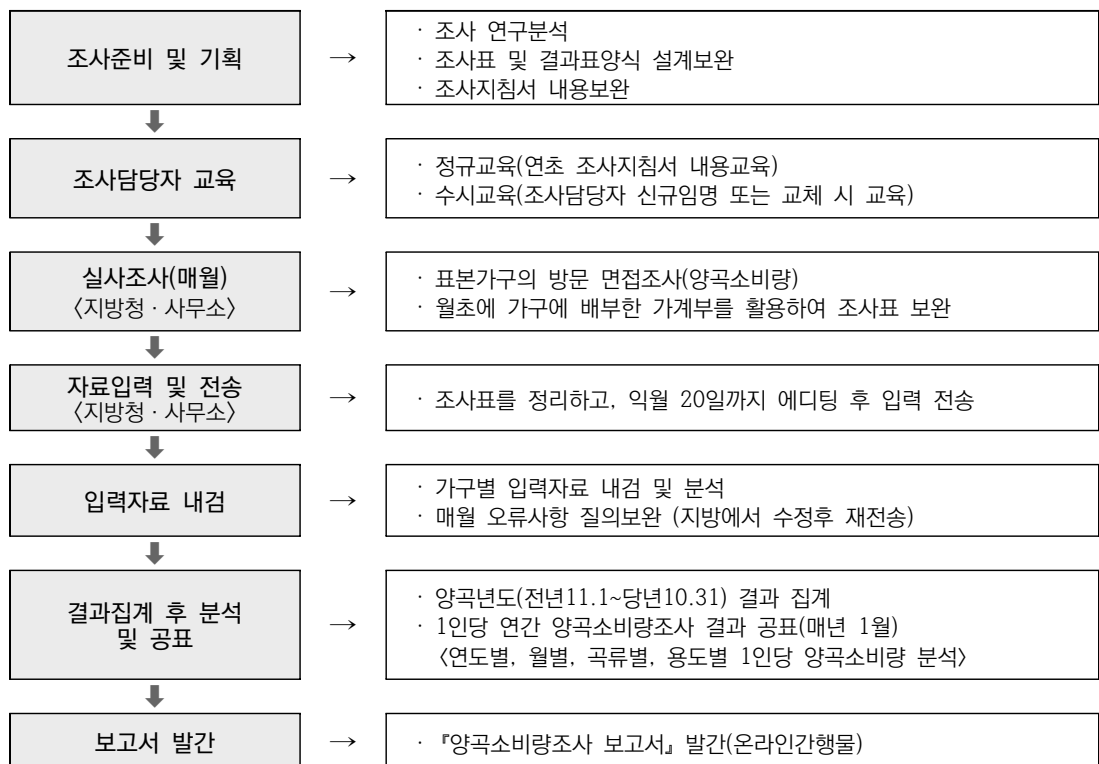 조사준비 및 기획
→
· 조사 연구분석
· 조사표 및 결과표양식 설계보완
· 조사지침서 내용보완
조사담당자 교육
→
· 정규교육(연초 조사지침서 내용교육)
· 수시교육(조사담당자 신규임명 또는 교체 시 교육)
실사조사(매월)
〈지방청 · 사무소〉
→
· 표본가구의 방문 면접조사(양곡소비량)
· 월초에 가구에 배부한 가계부를 활용하여 조사표 보완
자료입력 및 전송
〈지방청 · 사무소〉
→
· 조사표를 정리하고, 익월 20일까지 에디팅 후 입력 전송
입력자료 내검
→
· 가구별 입력자료 내검 및 분석
· 매월 오류사항 질의보완 (지방에서 수정후 재전송)
결과집계 후 분석
및 공표
→
· 양곡년도(전년11.1~당년10.31) 결과 집계
· 1인당 연간 양곡소비량조사 결과 공표(매년 1월)
〈연도별, 월별, 곡류별, 용도별 1인당 양곡소비량 분석〉
보고서 발간
→
· 『양곡소비량조사 보고서』 발간(온라인간행물)